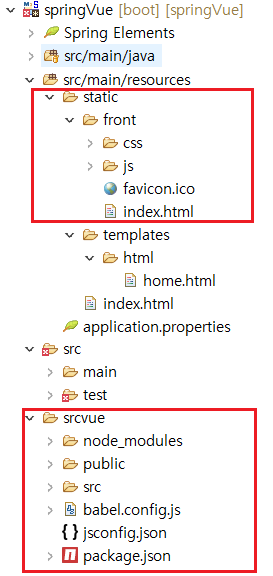 springVue [boot] [springVue]
Spring Elements
src/main/java
src/main/resources
static
front
css
js
favicon.ico
index.html
templates
html
home.html
index.html
application.properties
src
main
test
srcvue
node_modules
public
src
babel.config.js
jsconfig.json
package.json